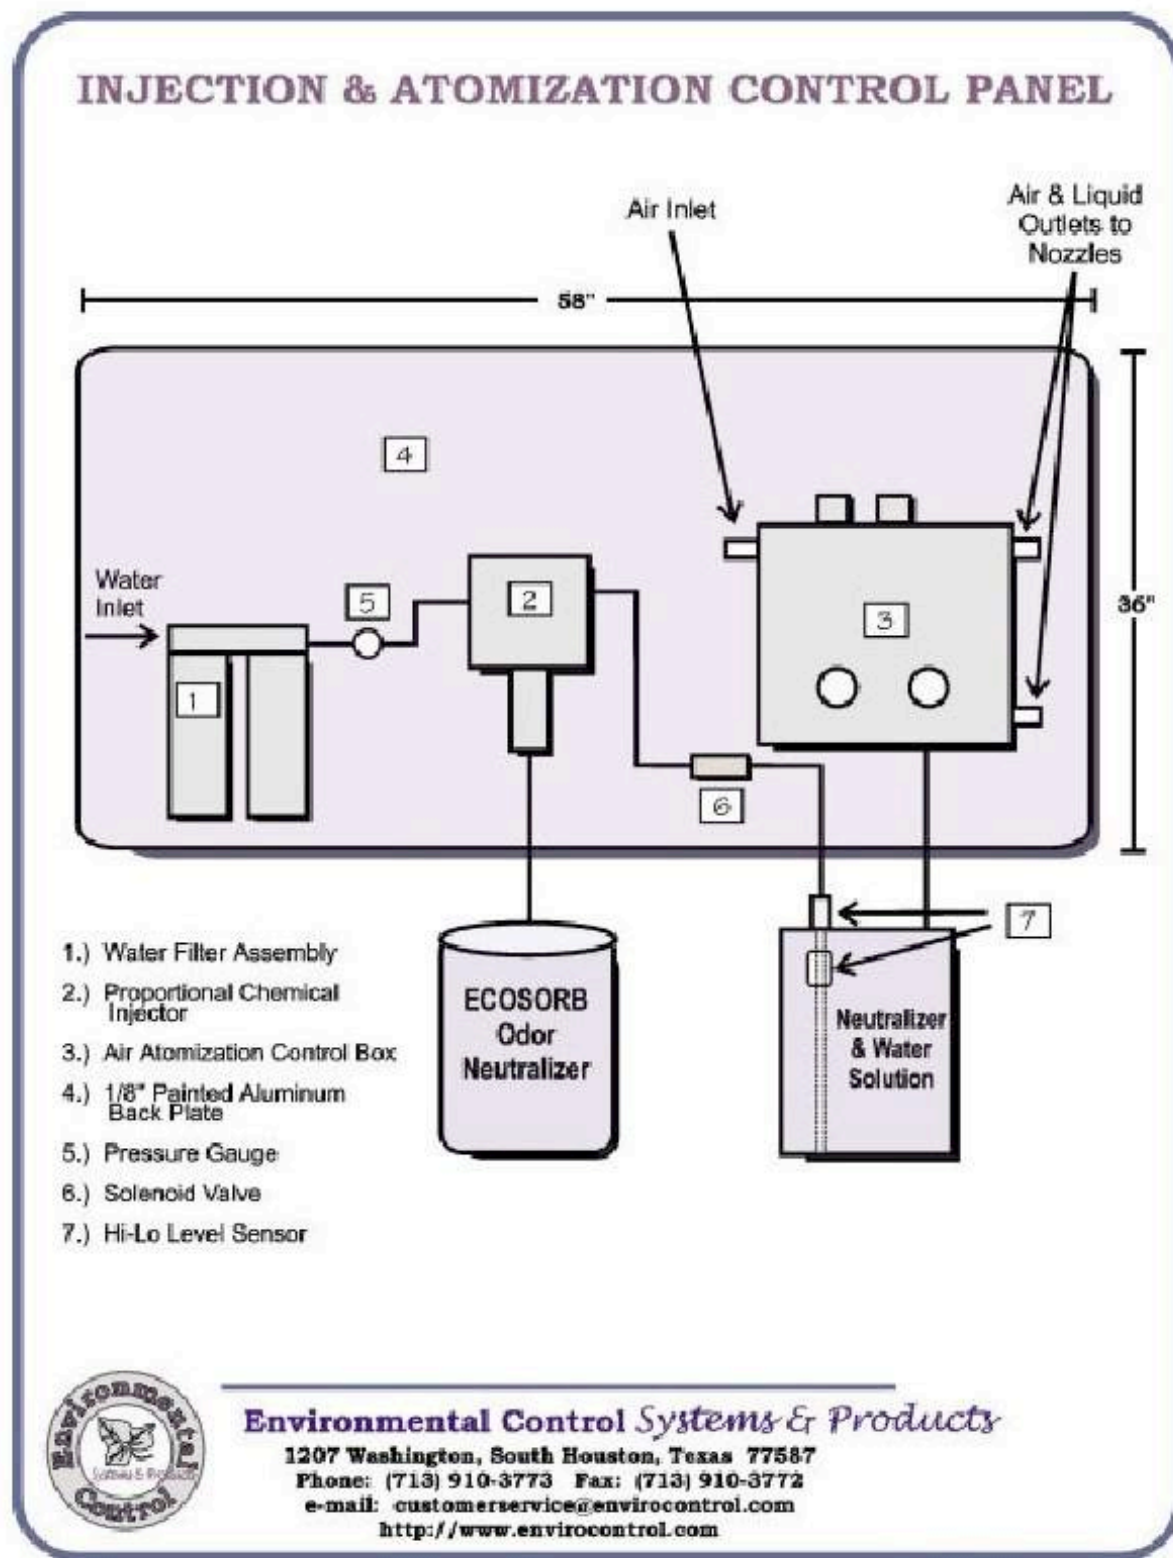 INJECTION & ATOMIZATION CONTROL PANEL
Air Inlet
Air & Liquid
Outlets to
Nozzles
58"
4
36"
Water
Inlet
5
2
3
1
6
7
ECOSORB
Odor
Neutralizer
Neutralizer
& Water
Solution
1.) Water Filter Assembly
2.) Proportional Chemical
Injector
3.) Air Atomization Control Box
4.) 1/8" Painted Aluminum
Back Plate
5.) Pressure Gauge
6.) Solenoid Valve
7.) Hi-Lo Level Sensor
Environmental
Systems & Products
Control
Environmental Control Systems & Products
1207 Washington, South Houston, Texas 77587
Phone: (713) 910-3773 Fax: (713) 910-3772
e-mail: customerservice@envirocontrol.com
http://www.envirocontrol.com